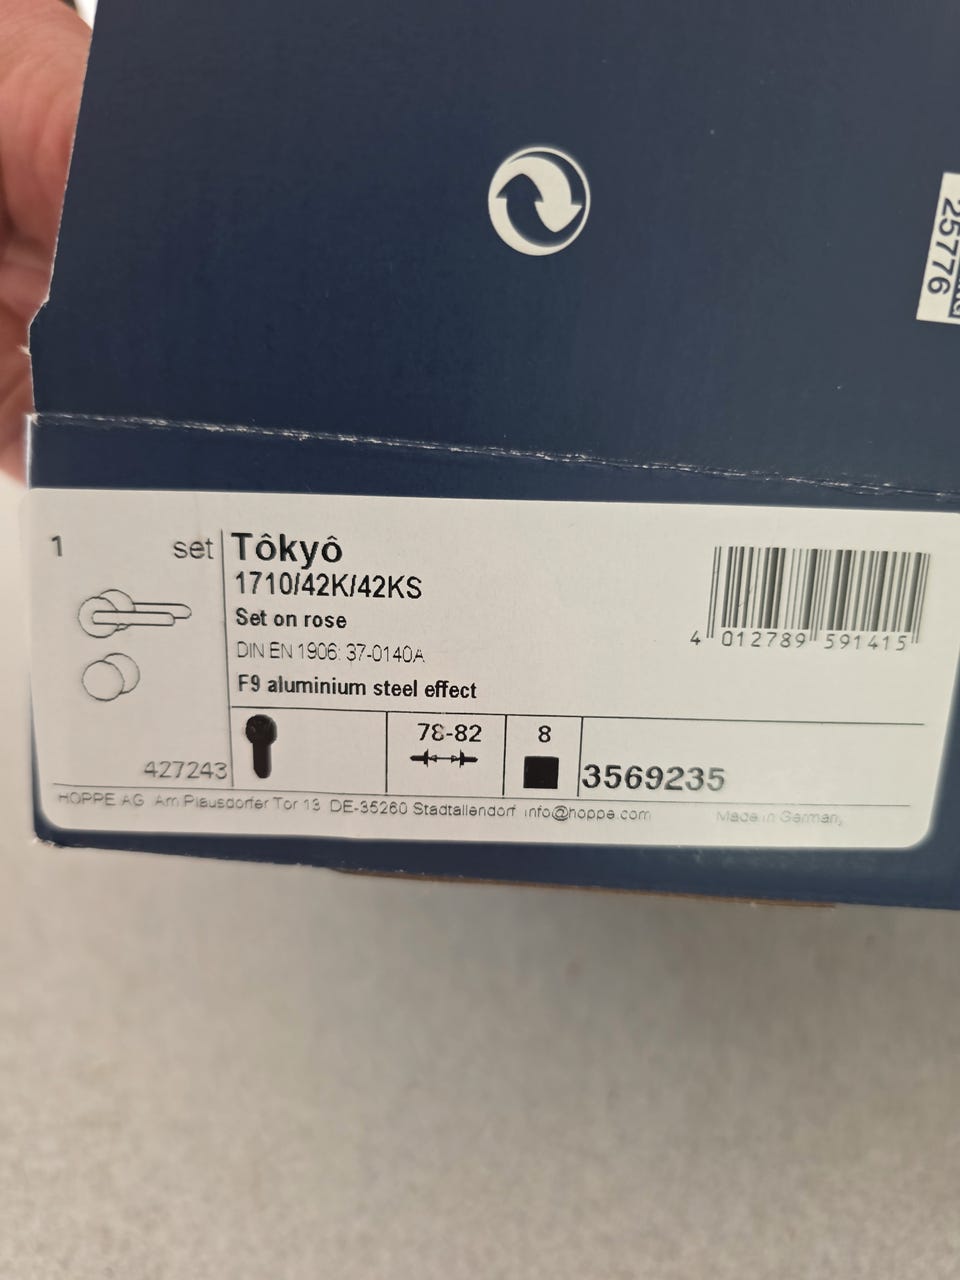 25776
1 set
Tôkyô
1710/42K/42KS
Set on rose
DIN EN 1906: 37-0140A
F9 aluminium steel effect
4 012789 591415
78-82
8
427243
3569235
HOPPE AG Am Plausdorfer Tor 13 DE-35260 Stadtallendorf info@hoppe.com
Made in Germany